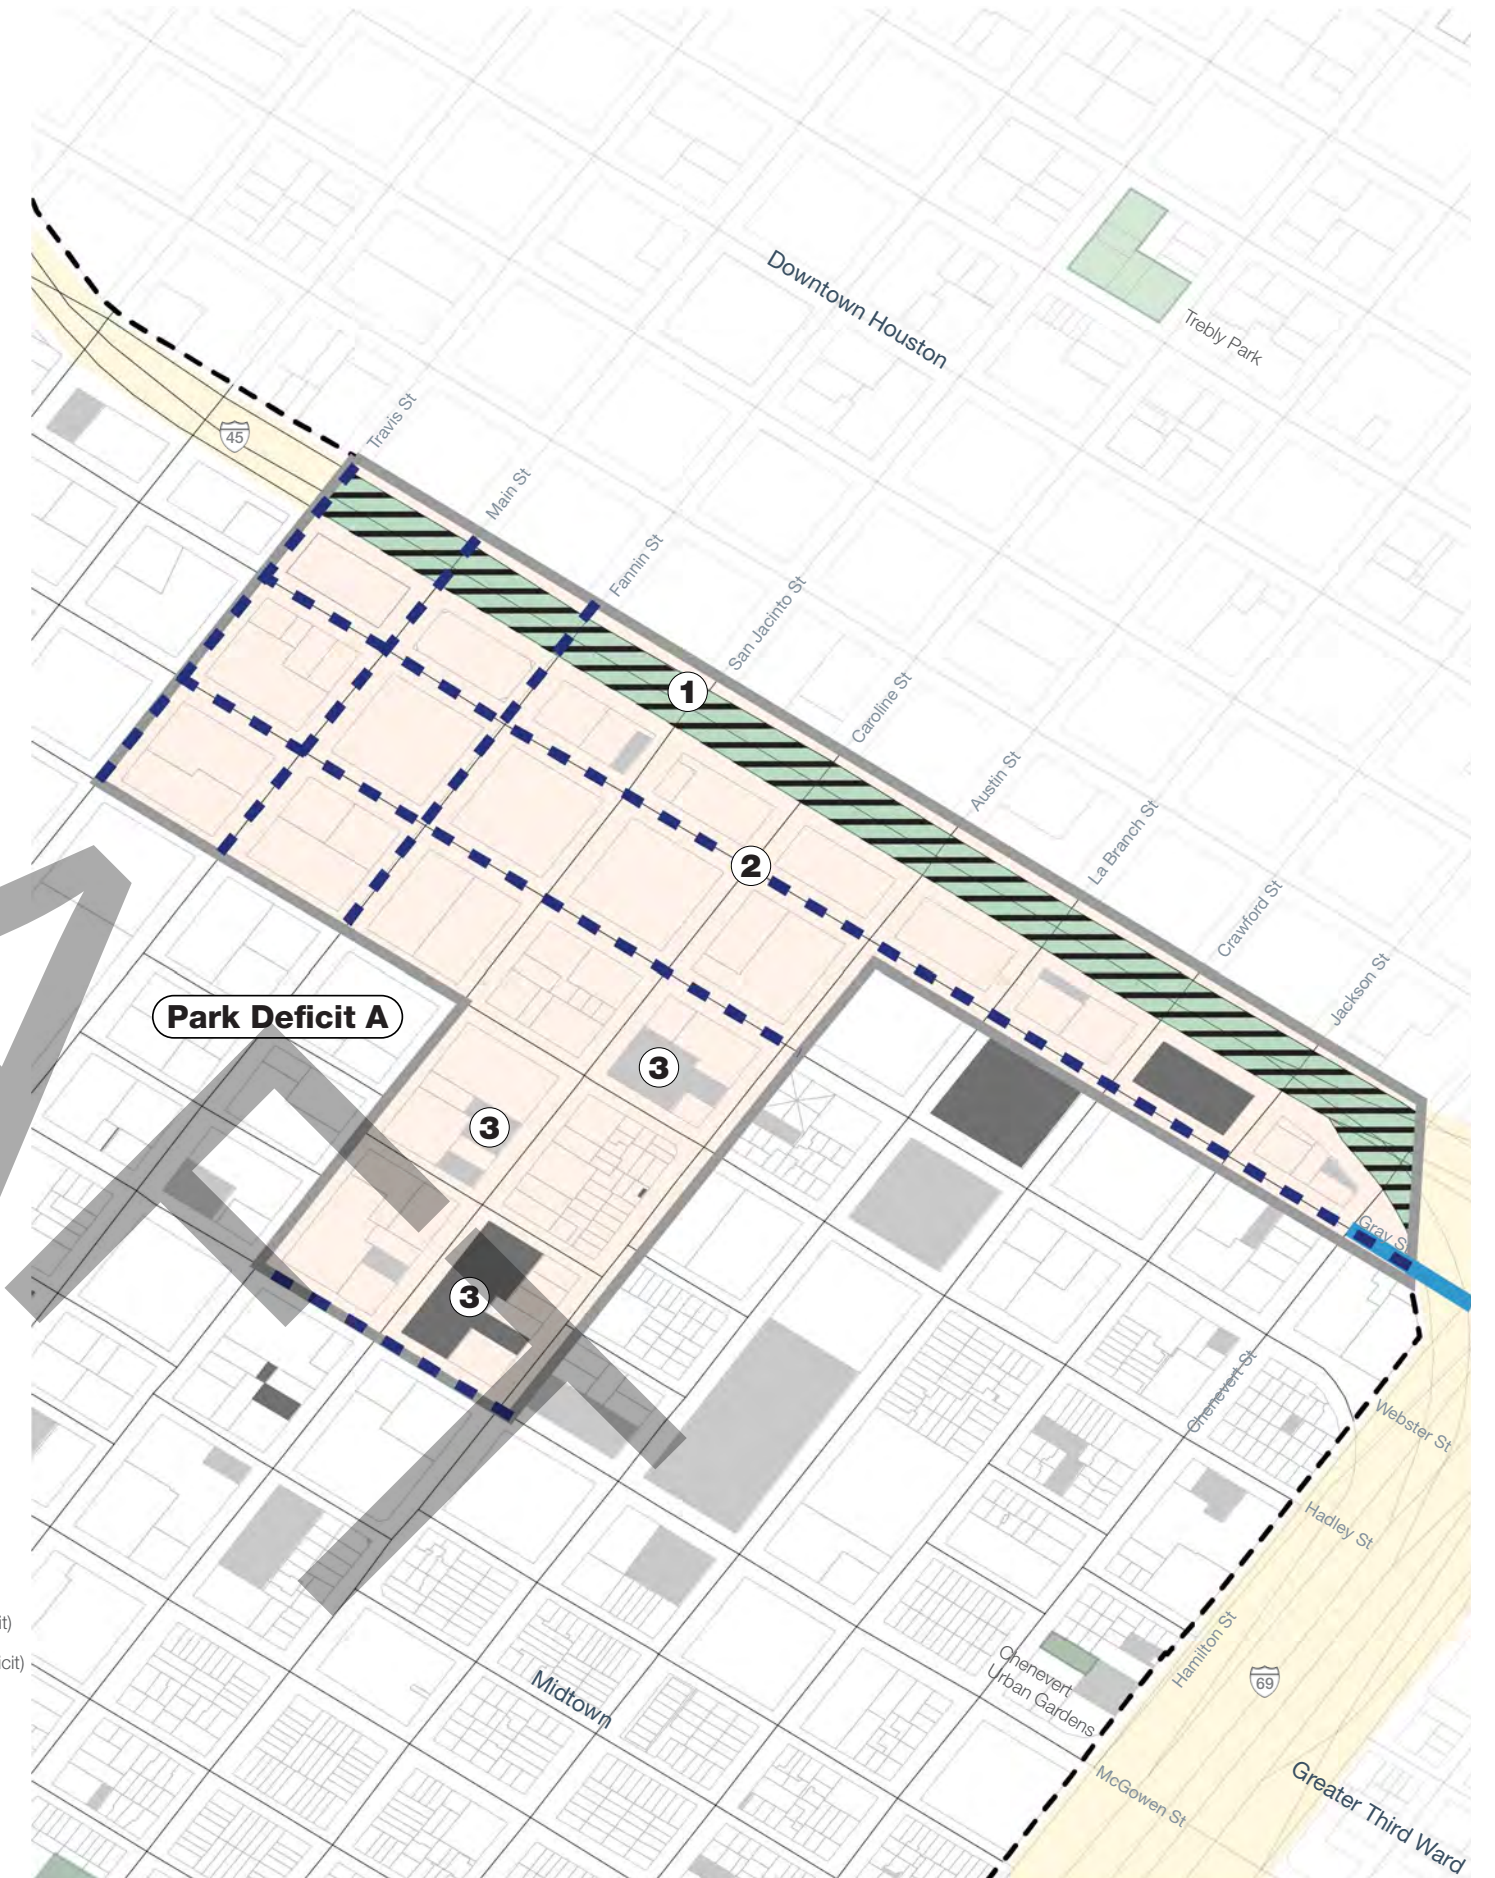 Downtown Houston
Trebly Park
Travis St
45
Main St
Fannin St
San Jacinto St
1
Caroline St
Austin St
La Branch St
2
Crawford St
Jackson St
Park Deficit A
3
3
Gray S
3
Chenevert St
Webster St
Hadley St
it)
Hamilton St
icit)
Chenevert
Urban Gardens
69
Midtown
McGowen St
Greater Third Ward